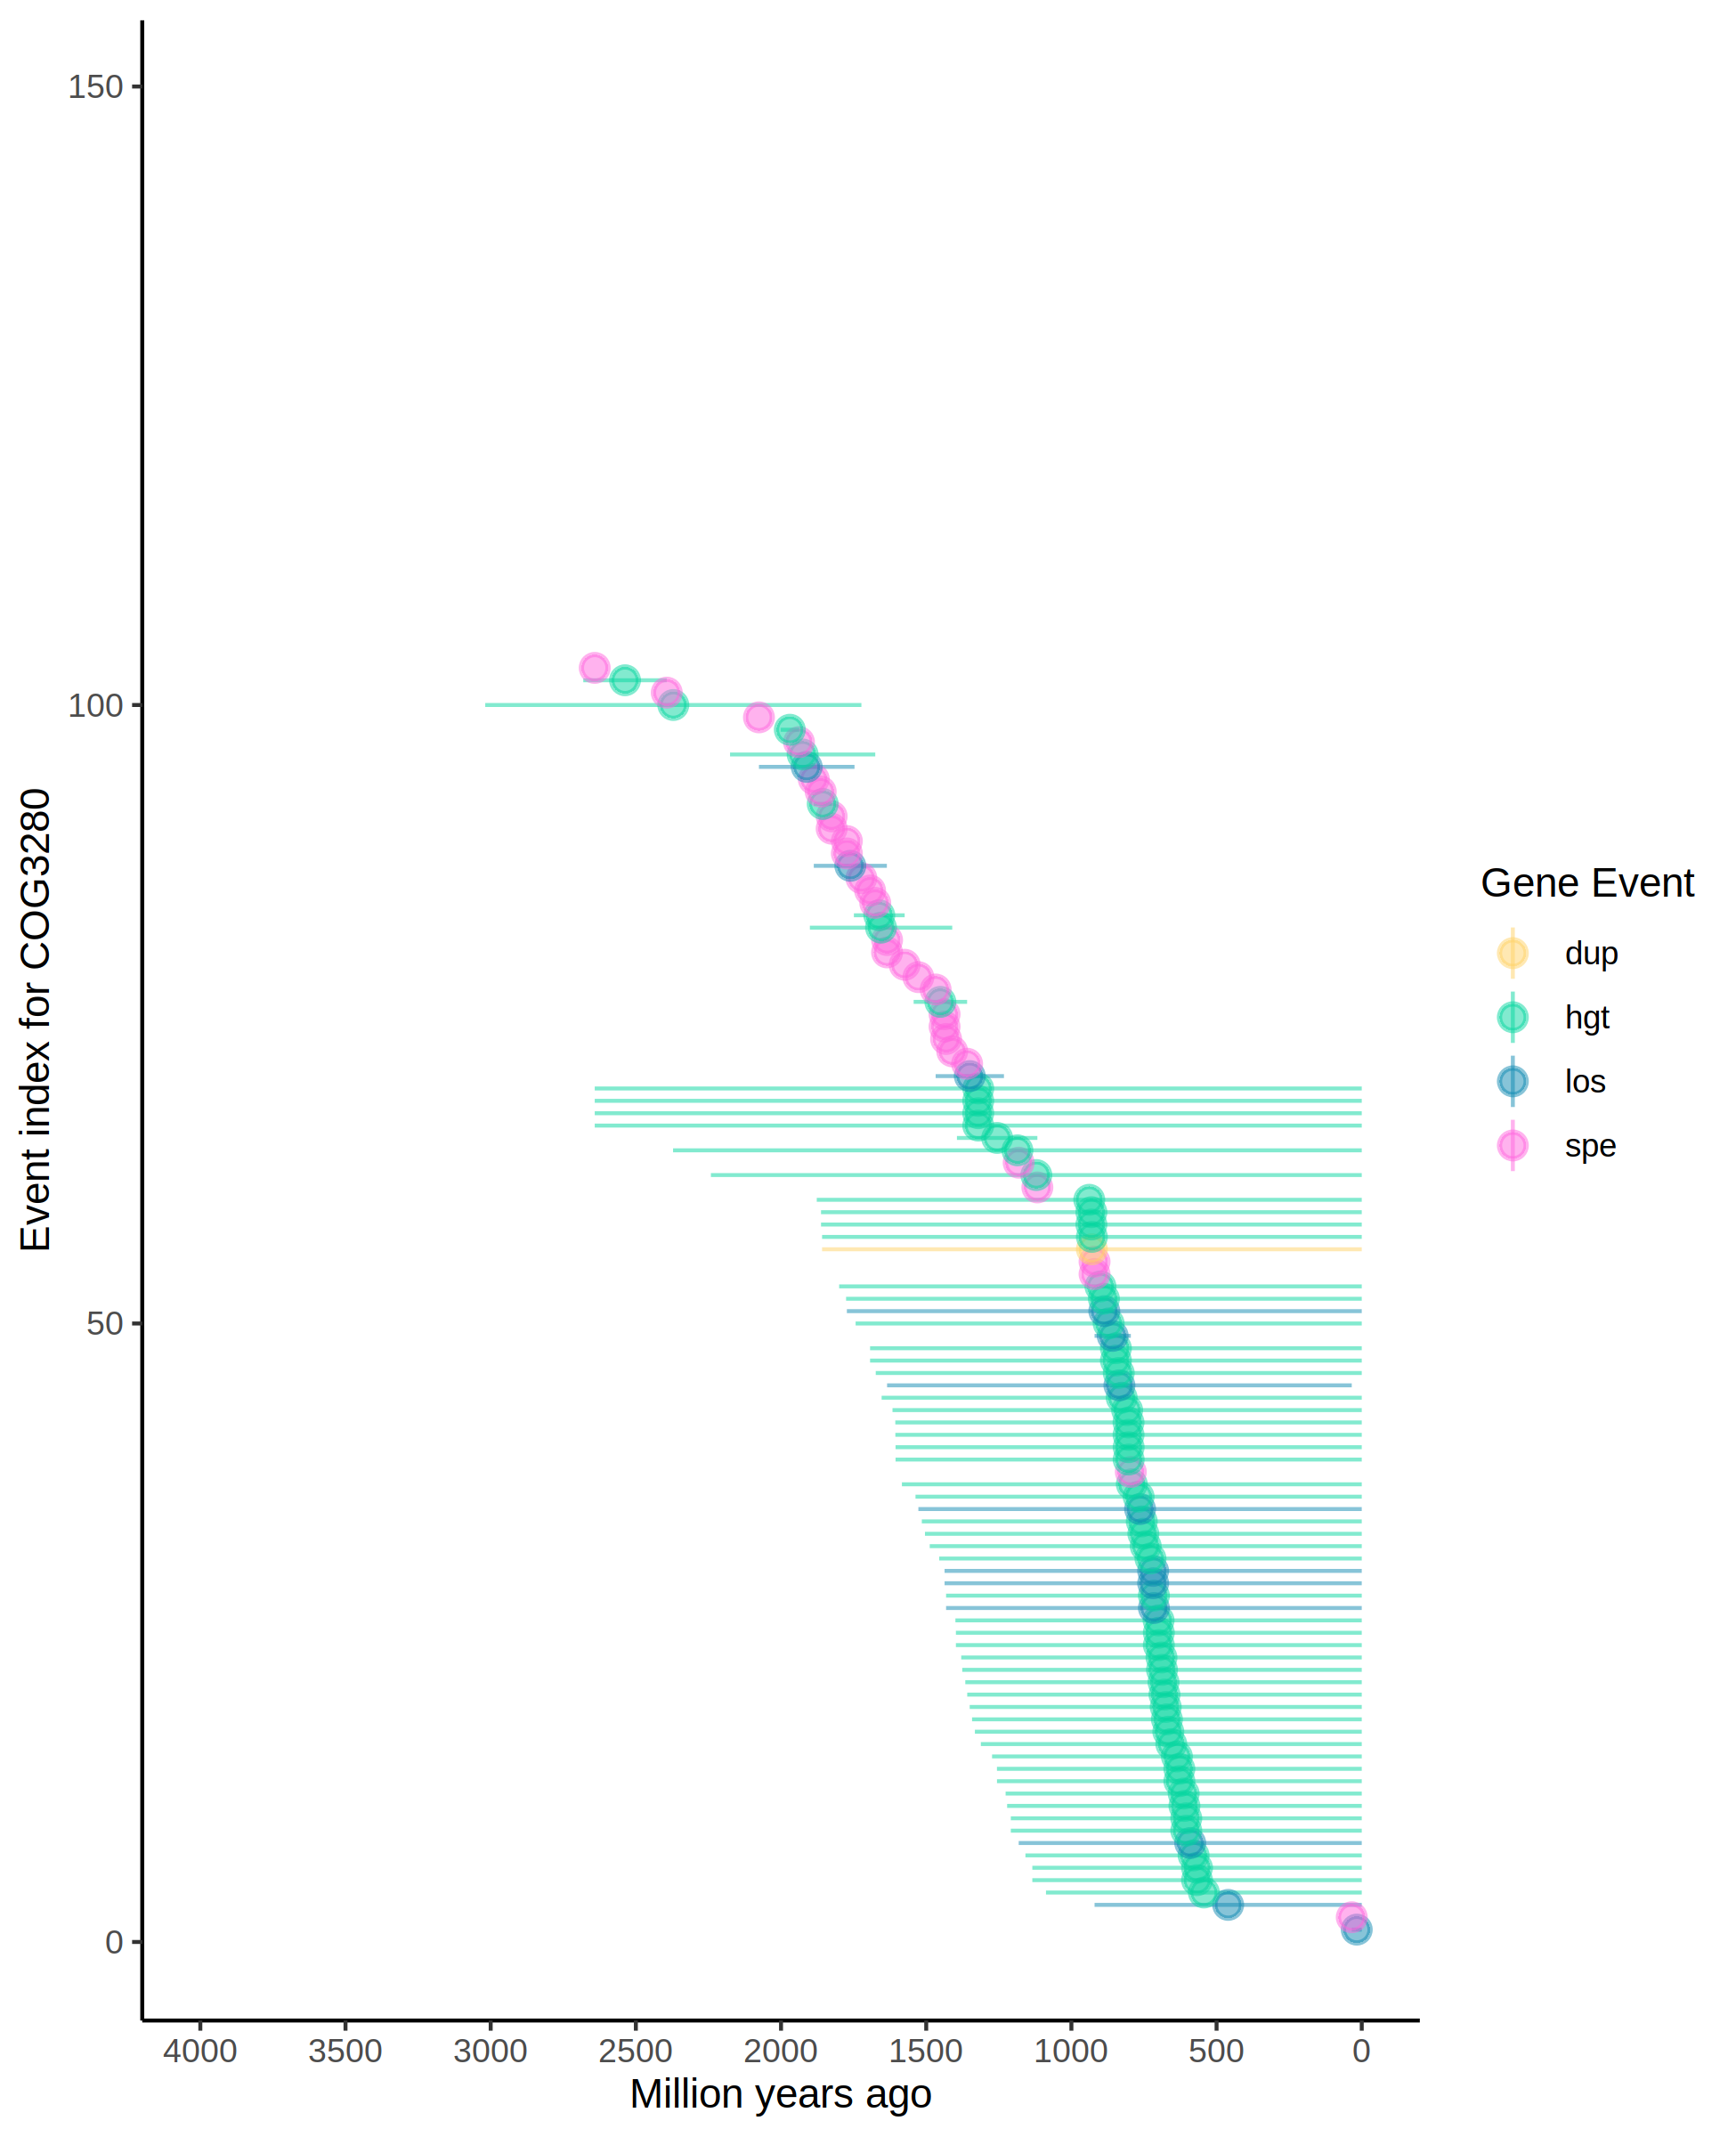 150
100
50
0
Event index for COG3280
4000 3500 3000 2500 2000 1500 1000 500 0
Million years ago
Gene Event
dup
hgt
los
spe